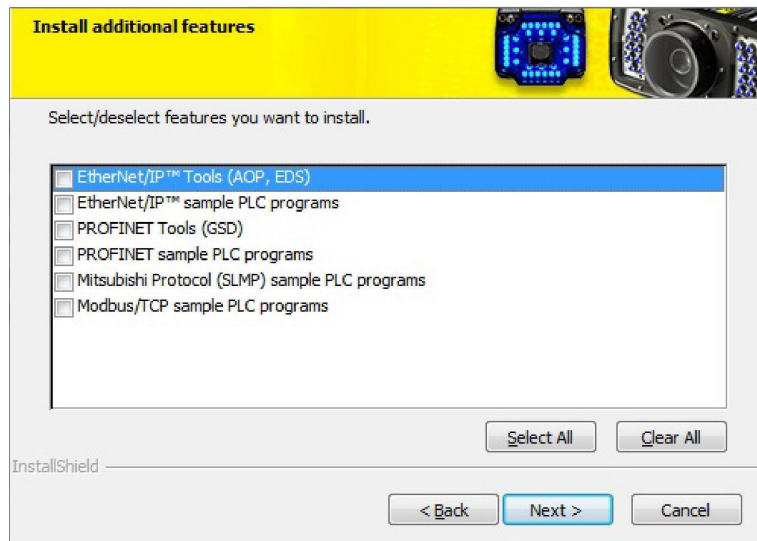 Install additional features
Select/deselect features you want to install.
EtherNet/IP™ Tools (AOP, EDS)
EtherNet/IP™ sample PLC programs
PROFINET Tools (GSD)
PROFINET sample PLC programs
Mitsubishi Protocol (SLMP) sample PLC programs
Modbus/TCP sample PLC programs
Select All Clear All
InstallShield
< Back Next > Cancel